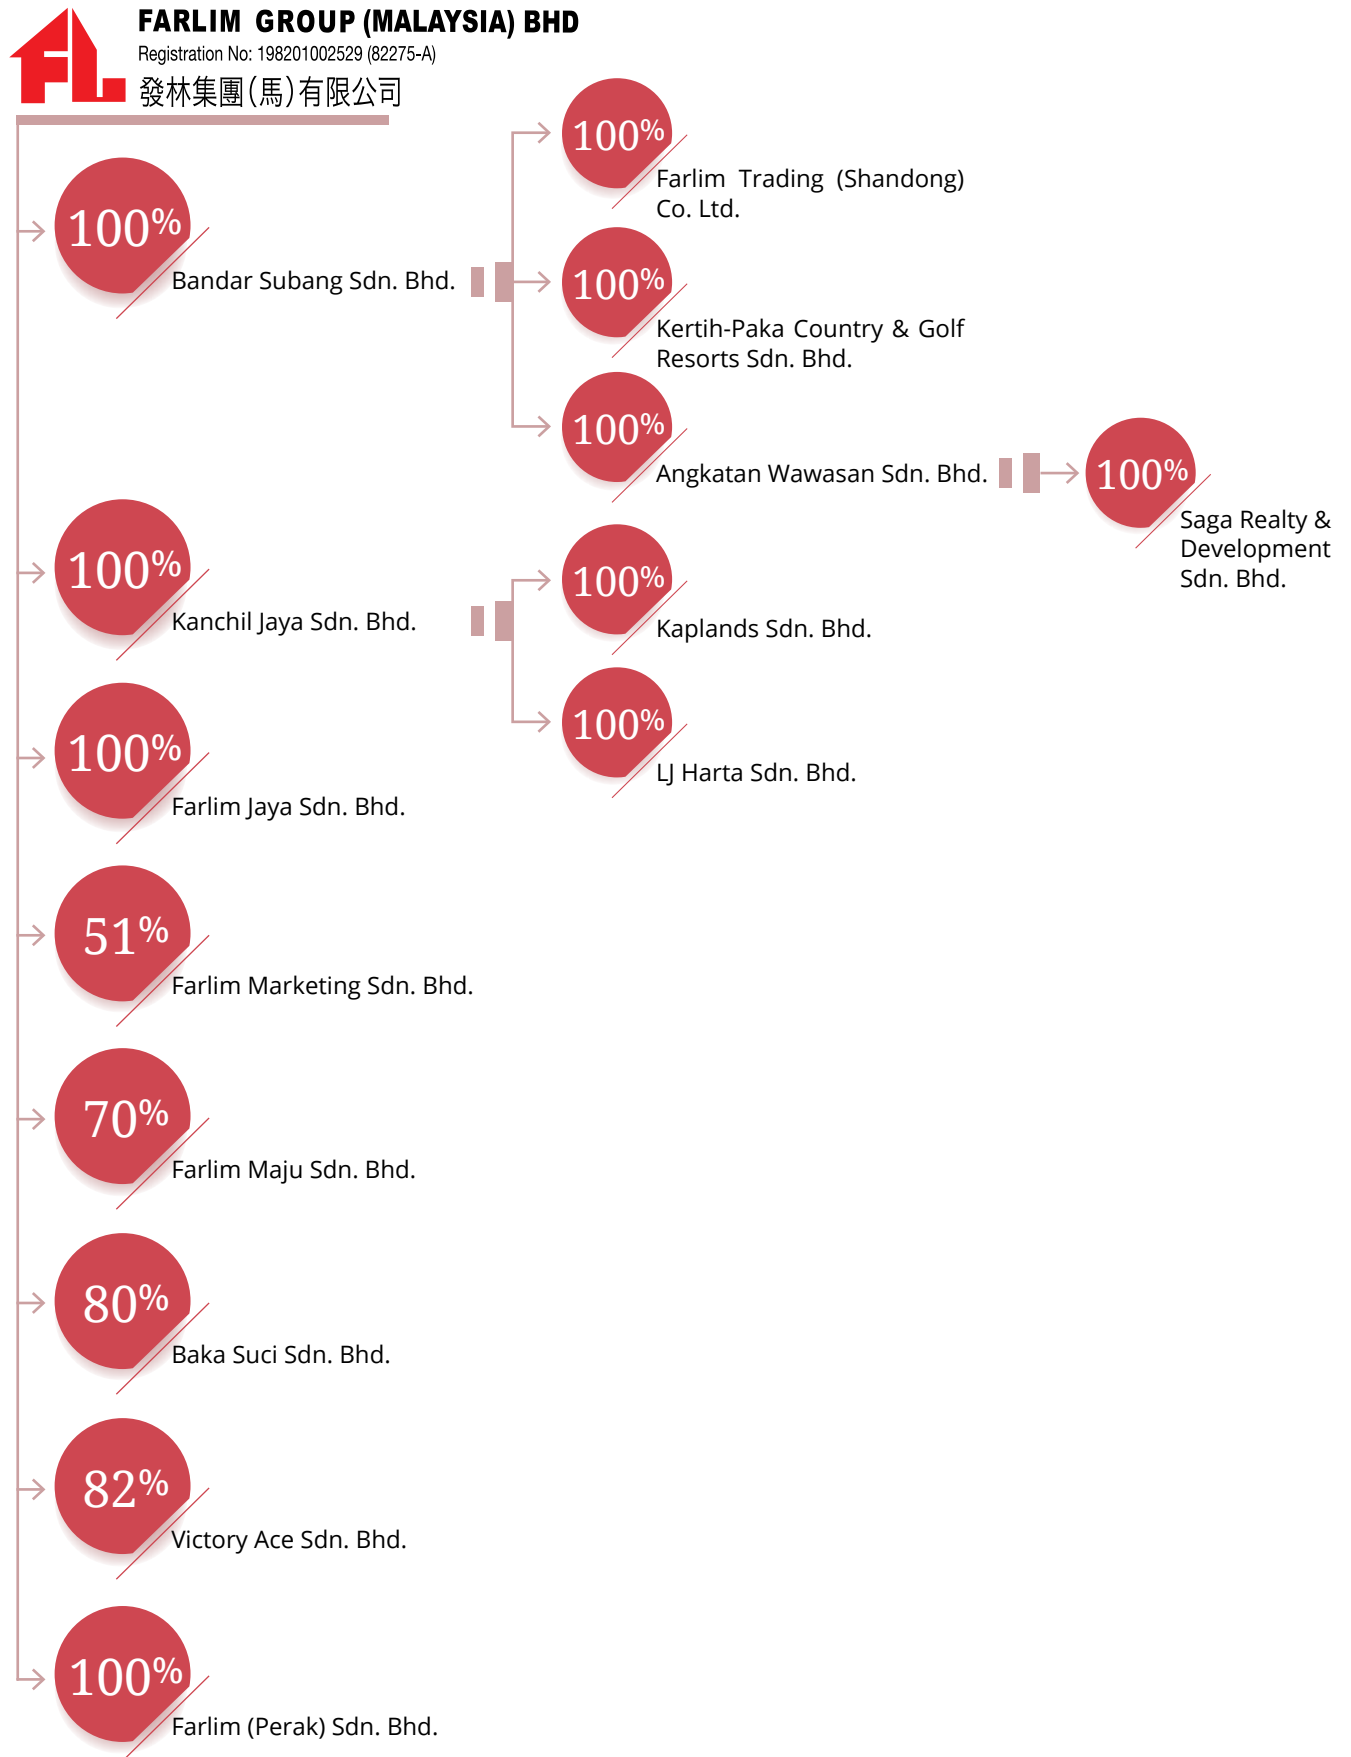 FARLIM GROUP (MALAYSIA) BHD
Registration No: 198201002529 (82275-A)
發林集團(馬)有限公司
100%
Bandar Subang Sdn. Bhd.
100%
Farlim Trading (Shandong)
Co. Ltd.
100%
Kertih-Paka Country & Golf
Resorts Sdn. Bhd.
100%
Angkatan Wawasan Sdn. Bhd.
100%
Saga Realty &
Development
Sdn. Bhd.
100%
Kanchil Jaya Sdn. Bhd.
100%
Kaplands Sdn. Bhd.
100%
LJ Harta Sdn. Bhd.
100%
Farlim Jaya Sdn. Bhd.
51%
Farlim Marketing Sdn. Bhd.
70%
Farlim Maju Sdn. Bhd.
80%
Baka Suci Sdn. Bhd.
82%
Victory Ace Sdn. Bhd.
100%
Farlim (Perak) Sdn. Bhd.